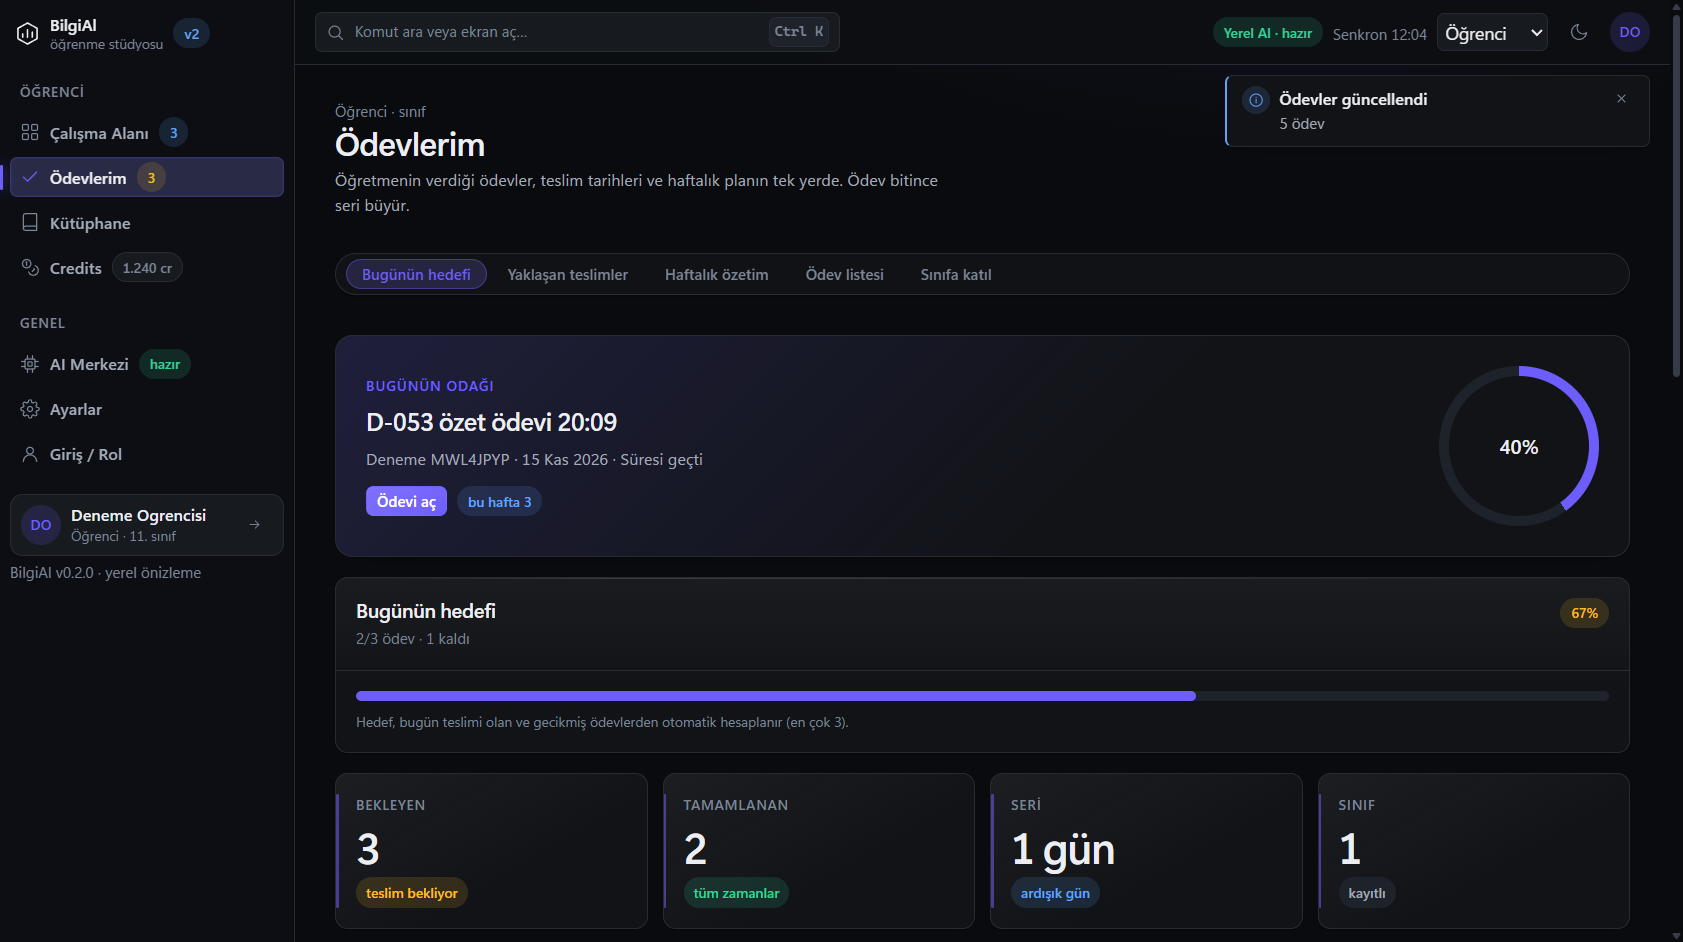 BilgiAI
öğrenme stüdyosu
v2
ÖĞRENCİ
Çalışma Alanı 3
Ödevlerim 3
Kütüphane
Credits 1.240 cr
GENEL
AI Merkezi hazır
Ayarlar
Giriş / Rol
DO
Deneme Ogrencisi
Öğrenci · 11. sınıf
BilgiAI v0.2.0 · yerel önizleme
Komut ara veya ekran aç...
Ctrl K
Yerel AI · hazır
Senkron 12:04
Öğrenci
DO
Ödevler güncellendi
5 ödev
Öğrenci · sınıf
Ödevlerim
Öğretmenin verdiği ödevler, teslim tarihleri ve haftalık planın tek yerde. Ödev bitince
seri büyür.
Bugünün hedefi
Yaklaşan teslimler
Haftalık özetim
Ödev listesi
Sınıfa katıl
BUGÜNÜN ODAĞI
D-053 özet ödevi 20:09
Deneme MWL4JPYP · 15 Kas 2026 · Süresi geçti
Ödevi aç
bu hafta 3
40%
Bugünün hedefi
2/3 ödev · 1 kaldı
67%
Hedef, bugün teslimi olan ve gecikmiş ödevlerden otomatik hesaplanır (en çok 3).
BEKLEYEN
3
teslim bekliyor
TAMAMLANAN
2
tüm zamanlar
SERİ
1 gün
ardışık gün
SINIF
1
kayıtlı